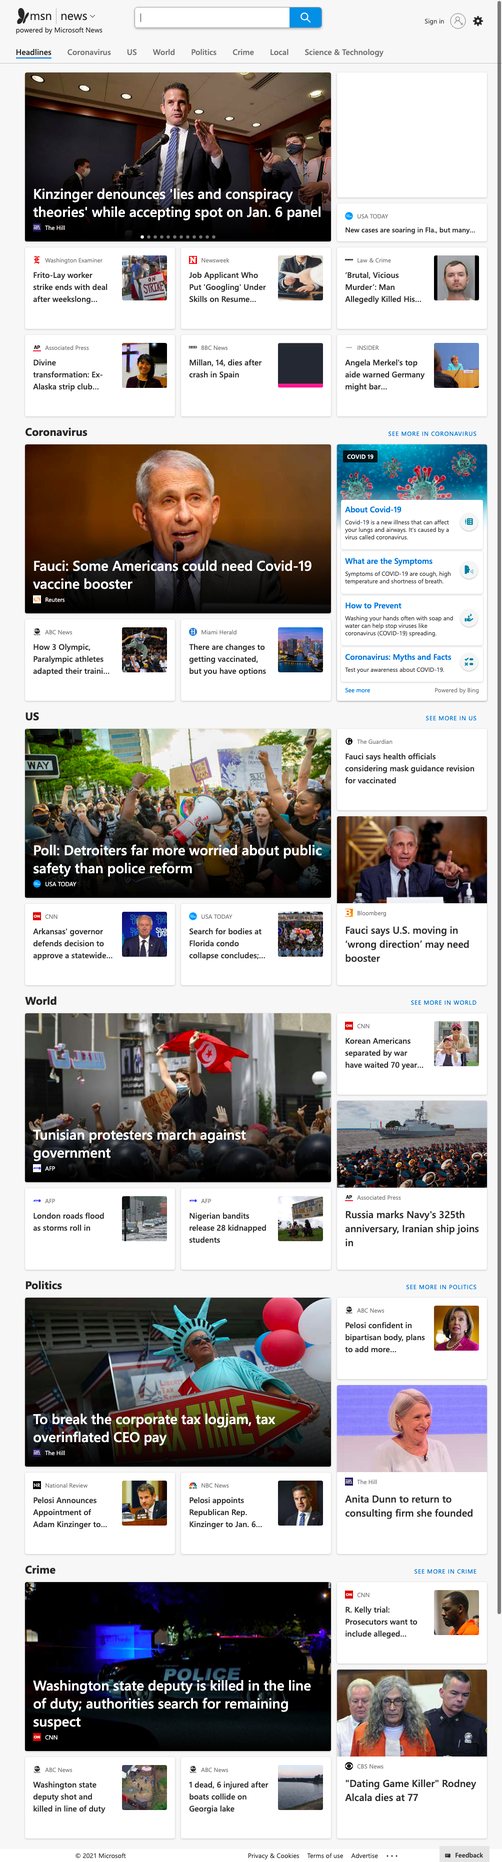 msn news
powered by Microsoft News
Sign in
Headlines Coronavirus US World Politics Crime Local Science & Technology
Kinzinger denounces 'lies and conspiracy
theories' while accepting spot on Jan. 6 panel
The Hill
USA TODAY
New cases are soaring in Fla., but many...
Washington Examiner
Frito-Lay worker
strike ends with deal
after weekslong...
ON STRIKE
Newsweek
Job Applicant Who
Put 'Googling' Under
Skills on Resume...
Law & Crime
'Brutal, Vicious
Murder': Man
Allegedly Killed His...
AP Associated Press
Divine
transformation: Ex-
Alaska strip club...
BBC News
Millan, 14, dies after
crash in Spain
INSIDER
Angela Merkel's top
aide warned Germany
might bar...
Coronavirus
SEE MORE IN CORONAVIRUS
Fauci: Some Americans could need Covid-19
vaccine booster
Reuters
COVID 19
About Covid-19
Covid-19 is a new illness that can affect
your lungs and airways. It's caused by a
virus called coronavirus.
What are the Symptoms
Symptoms of COVID-19 are cough, high
temperature and shortness of breath.
How to Prevent
Washing your hands often with soap and
water can help stop viruses like
coronavirus (COVID-19) spreading.
Coronavirus: Myths and Facts
Test your awareness about COVID-19.
See more
Powered by Bing
ABC News
How 3 Olympic,
Paralympic athletes
adapted their traini...
Miami Herald
There are changes to
getting vaccinated,
but you have options
US
SEE MORE IN US
WAY
Poll: Detroiters far more worried about public
safety than police reform
USA TODAY
The Guardian
Fauci says health officials
considering mask guidance revision
for vaccinated
Bloomberg
Fauci says U.S. moving in
'wrong direction' may need
booster
CNN
Arkansas' governor
defends decision to
approve a statewide...
USA TODAY
Search for bodies at
Florida condo
collapse concludes;...
World
SEE MORE IN WORLD
Tunisian protesters march against
government
AFP
CNN
Korean Americans
separated by war
have waited 70 year...
AP Associated Press
Russia marks Navy's 325th
anniversary, Iranian ship joins
in
AFP
London roads flood
as storms roll in
AFP
Nigerian bandits
release 28 kidnapped
students
Politics
SEE MORE IN POLITICS
TAX TIME
To break the corporate tax logjam, tax
overinflated CEO pay
The Hill
ABC News
Pelosi confident in
bipartisan body, plans
to add more...
The Hill
Anita Dunn to return to
consulting firm she founded
NR National Review
Pelosi Announces
Appointment of
Adam Kinzinger to...
NBC News
Pelosi appoints
Republican Rep.
Kinzinger to Jan. 6...
Crime
SEE MORE IN CRIME
POLICE
Washington state deputy is killed in the line
of duty; authorities search for remaining
suspect
CNN
CNN
R. Kelly trial:
Prosecutors want to
include alleged...
CBS News
"Dating Game Killer" Rodney
Alcala dies at 77
ABC News
Washington state
deputy shot and
killed in line of duty
ABC News
1 dead, 6 injured after
boats collide on
Georgia lake
© 2021 Microsoft
Privacy & Cookies Terms of use Advertise ...
Feedback